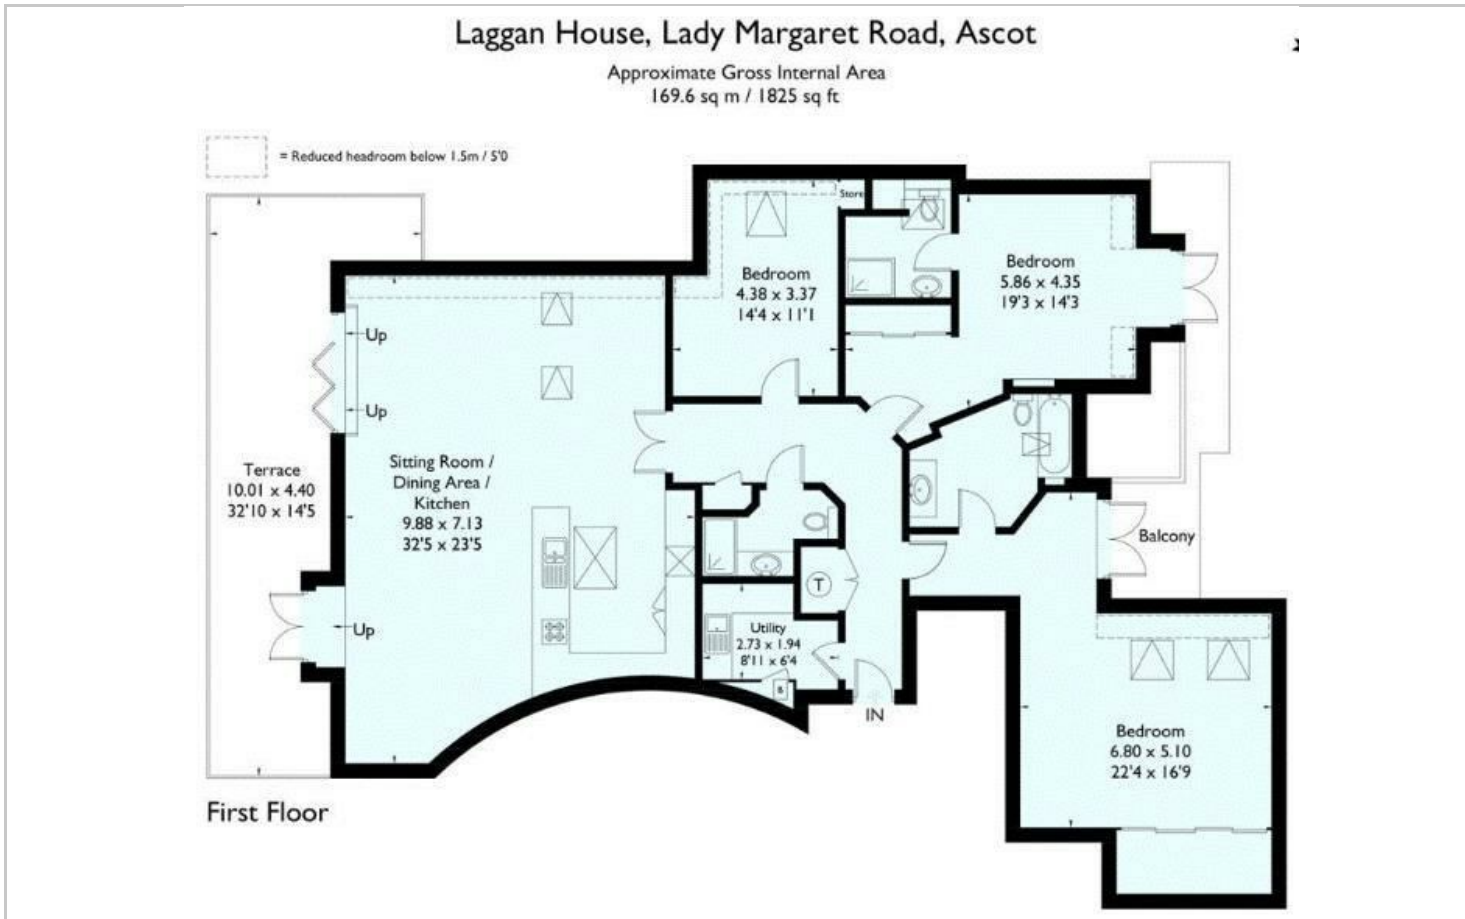 Laggan House, Lady Margaret Road, Ascot
Approximate Gross Internal Area
169.6 sq m / 1825 sq ft
= Reduced headroom below 1.5m / 5'0
Store
Bedroom
4.38 x 3.37
14'4 x 11'1
Bedroom
5.86 x 4.35
19'3 x 14'3
Up
Up
Terrace
10.01 x 4.40
32'10 x 14'5
Sitting Room /
Dining Area /
Kitchen
9.88 x 7.13
32'5 x 23'5
Balcony
T
Up
Utility
2.73 x 1.94
8'11 x 6'4
B
IN
Bedroom
6.80 x 5.10
22'4 x 16'9
First Floor